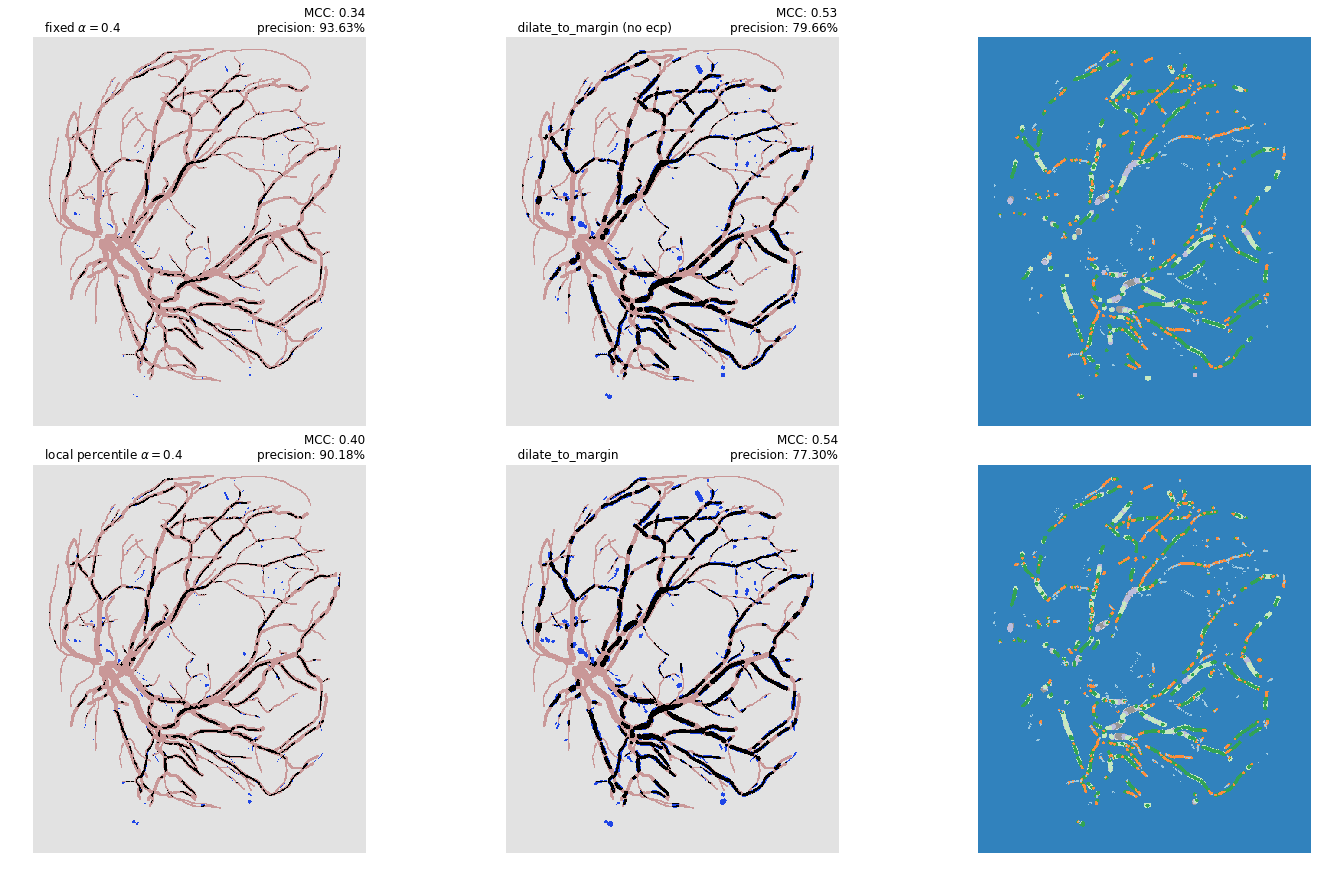 MCC: 0.34
fixed α = 0.4 precision: 93.63%
MCC: 0.53
dilate_to_margin (no ecp) precision: 79.66%
MCC: 0.40
local percentile α = 0.4 precision: 90.18%
MCC: 0.54
dilate_to_margin precision: 77.30%